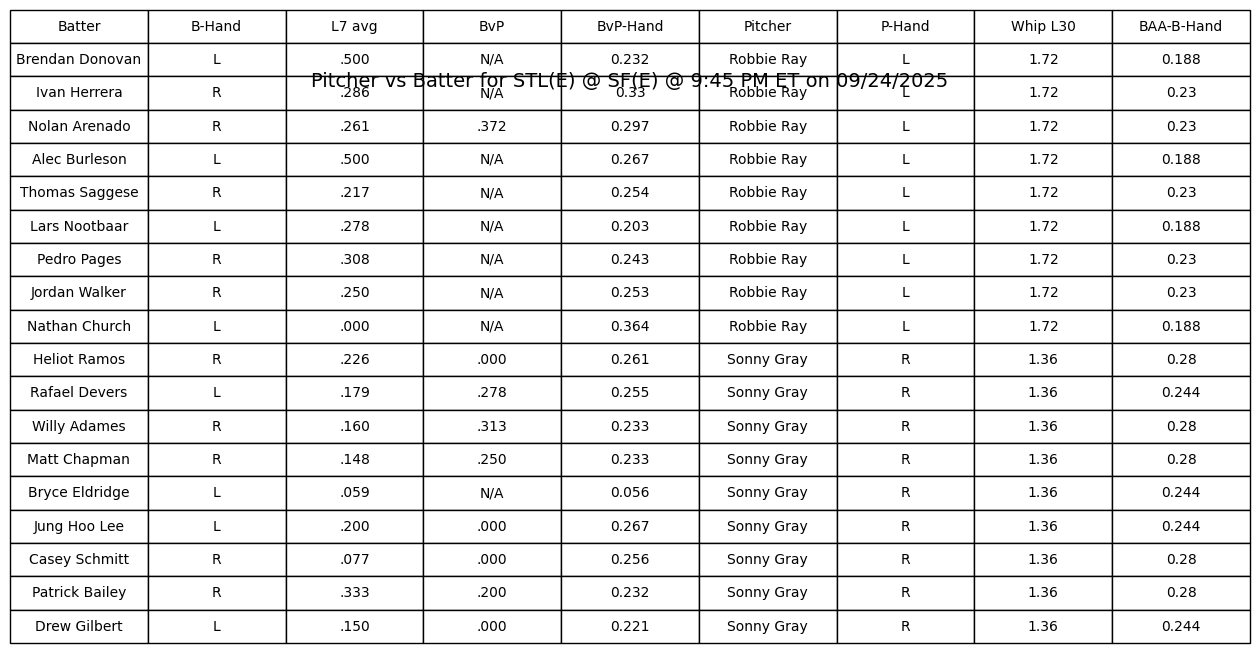 Batter B-Hand L7 avg BvP BvP-Hand Pitcher P-Hand Whip L30 BAA-B-Hand
Brendan Donovan L .500 N/A 0.232 Robbie Ray L 1.72 0.188
Pitcher vs Batter for STL(E) @ SF(E) @ 9:45 PM ET on 09/24/2025
Ivan Herrera R .286 N/A 0.33 Robbie Ray L 1.72 0.23
Nolan Arenado R .261 .372 0.297 Robbie Ray L 1.72 0.23
Alec Burleson L .500 N/A 0.267 Robbie Ray L 1.72 0.188
Thomas Saggese R .217 N/A 0.254 Robbie Ray L 1.72 0.23
Lars Nootbaar L .278 N/A 0.203 Robbie Ray L 1.72 0.188
Pedro Pages R .308 N/A 0.243 Robbie Ray L 1.72 0.23
Jordan Walker R .250 N/A 0.253 Robbie Ray L 1.72 0.23
Nathan Church L .000 N/A 0.364 Robbie Ray L 1.72 0.188
Heliot Ramos R .226 .000 0.261 Sonny Gray R 1.36 0.28
Rafael Devers L .179 .278 0.255 Sonny Gray R 1.36 0.244
Willy Adames R .160 .313 0.233 Sonny Gray R 1.36 0.28
Matt Chapman R .148 .250 0.233 Sonny Gray R 1.36 0.28
Bryce Eldridge L .059 N/A 0.056 Sonny Gray R 1.36 0.244
Jung Hoo Lee L .200 .000 0.267 Sonny Gray R 1.36 0.244
Casey Schmitt R .077 .000 0.256 Sonny Gray R 1.36 0.28
Patrick Bailey R .333 .200 0.232 Sonny Gray R 1.36 0.28
Drew Gilbert L .150 .000 0.221 Sonny Gray R 1.36 0.244